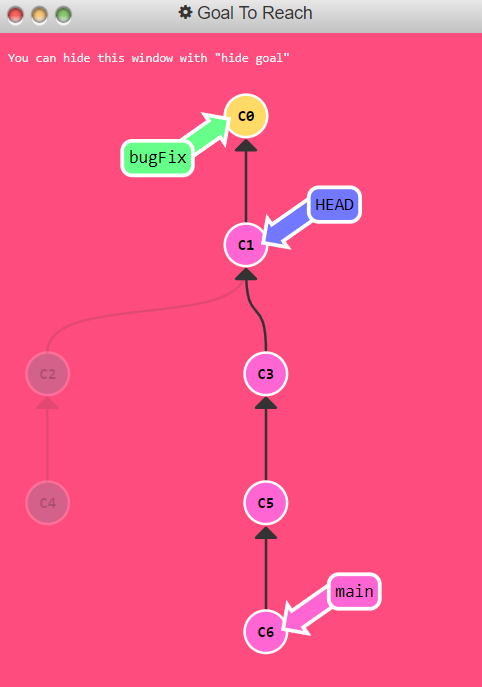 Goal To Reach
You can hide this window with "hide goal"
C0
bugFix
HEAD
C1
C2
C3
C4
C5
main
C6